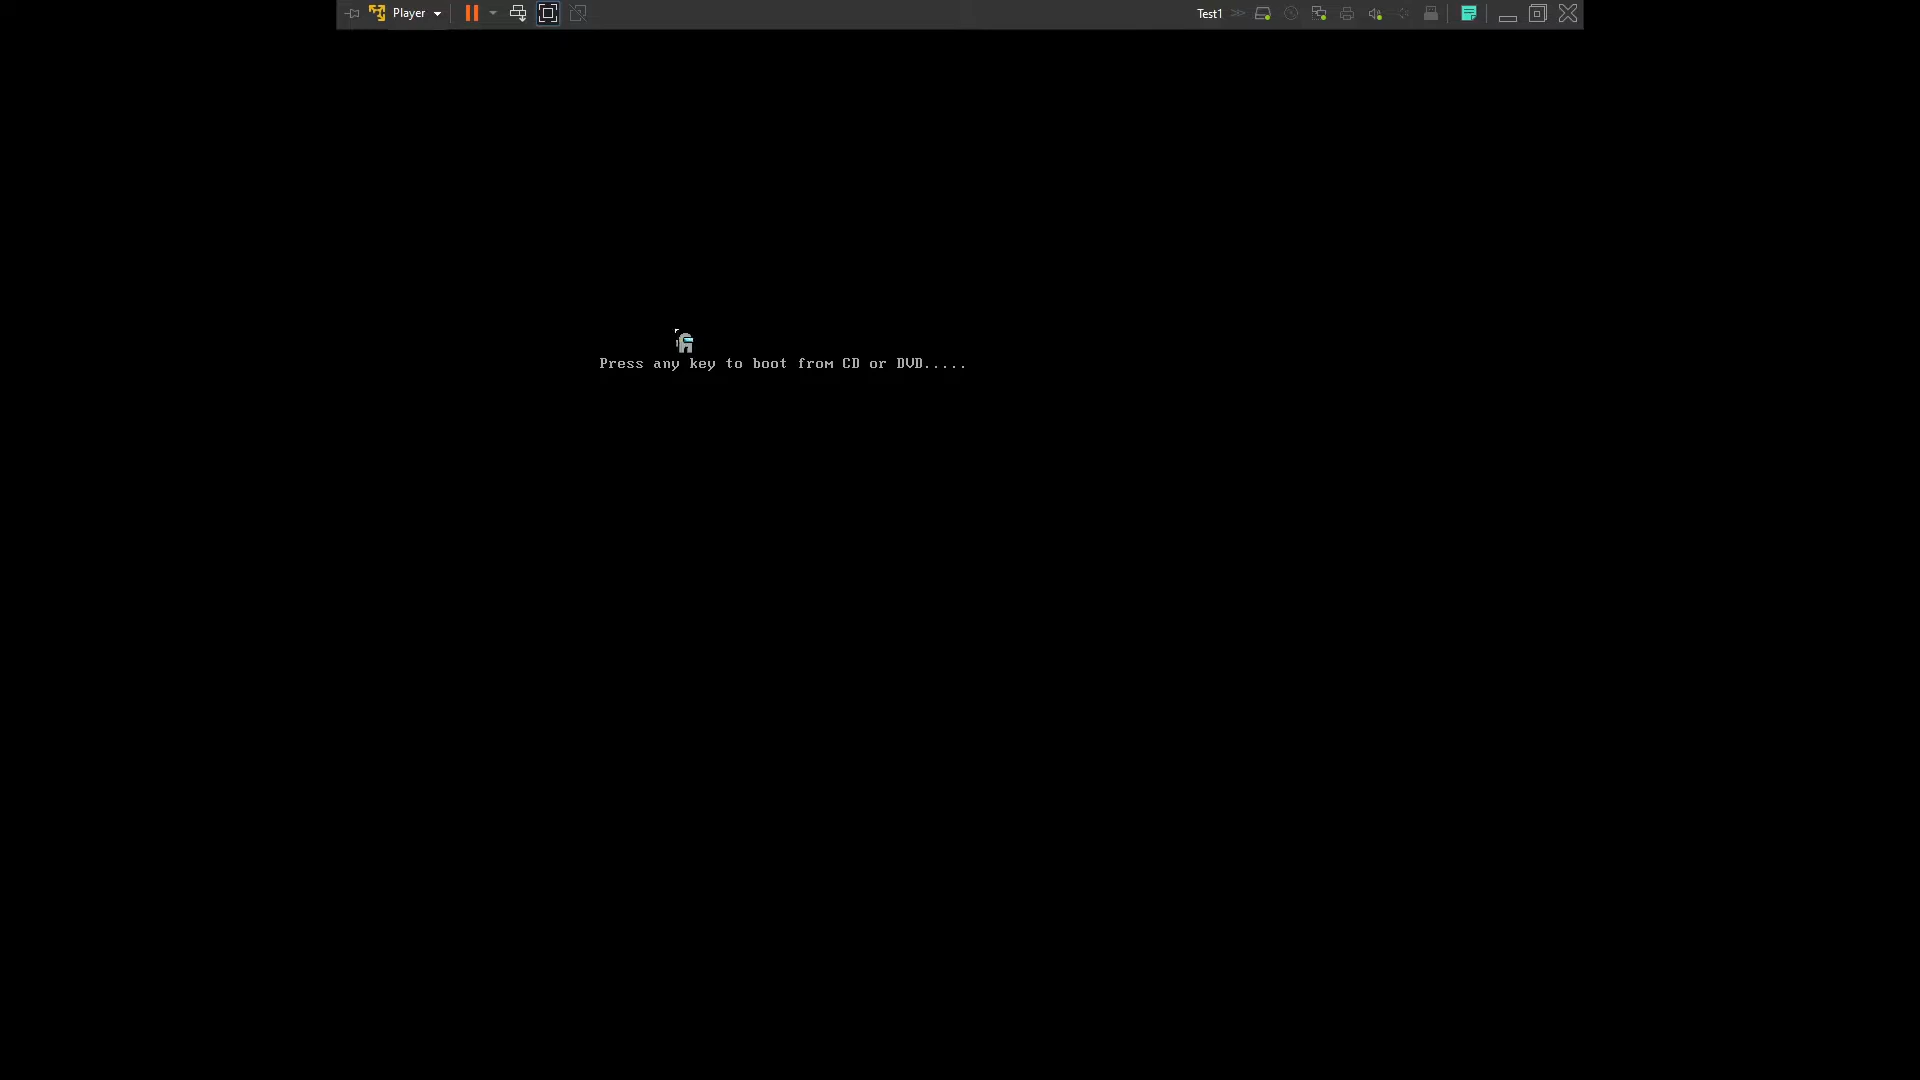 Player
Test1
Press any key to boot from CD or DVD.....